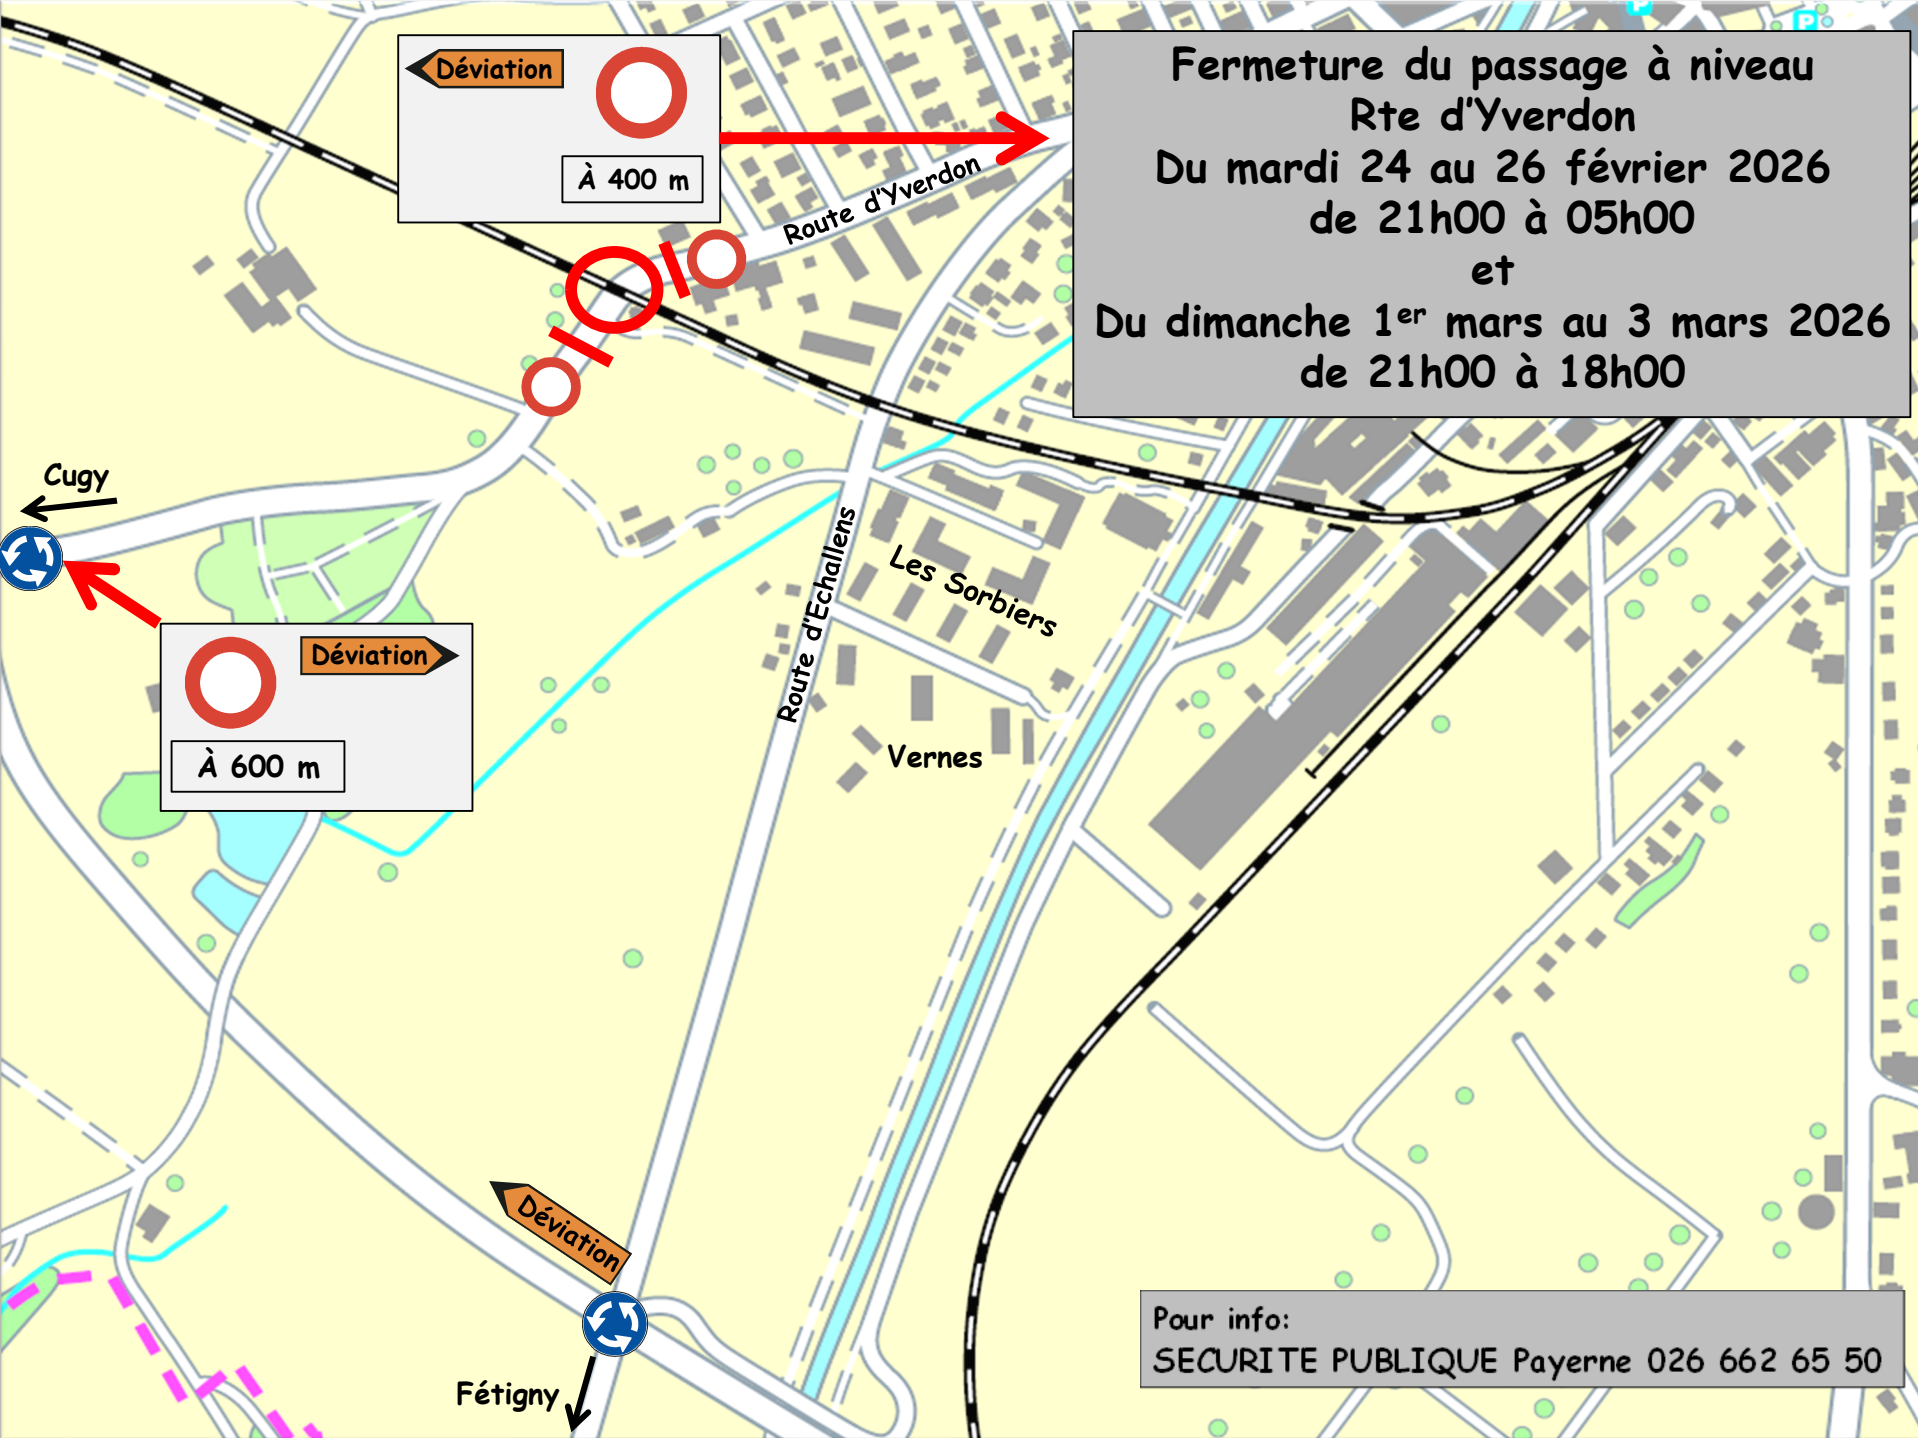 Déviation
À 400 m
Fermeture du passage à niveau
Rte d'Yverdon
Du mardi 24 au 26 février 2026
de 21h00 à 05h00
et
Du dimanche 1er mars au 3 mars 2026
de 21h00 à 18h00
P
P
Route d'Yverdon
Cugy
Route d'Echallens
Les Sorbiers
Déviation
À 600 m
Vernes
Déviation
Fétigny
Pour info:
SECURITE PUBLIQUE Payerne 026 662 65 50